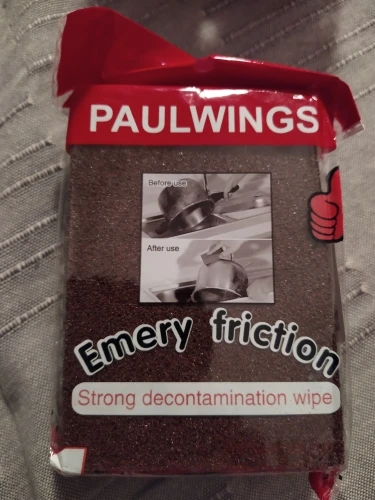 PAULWINGS
Before use
After use
Emery friction
Strong decontamination wipe